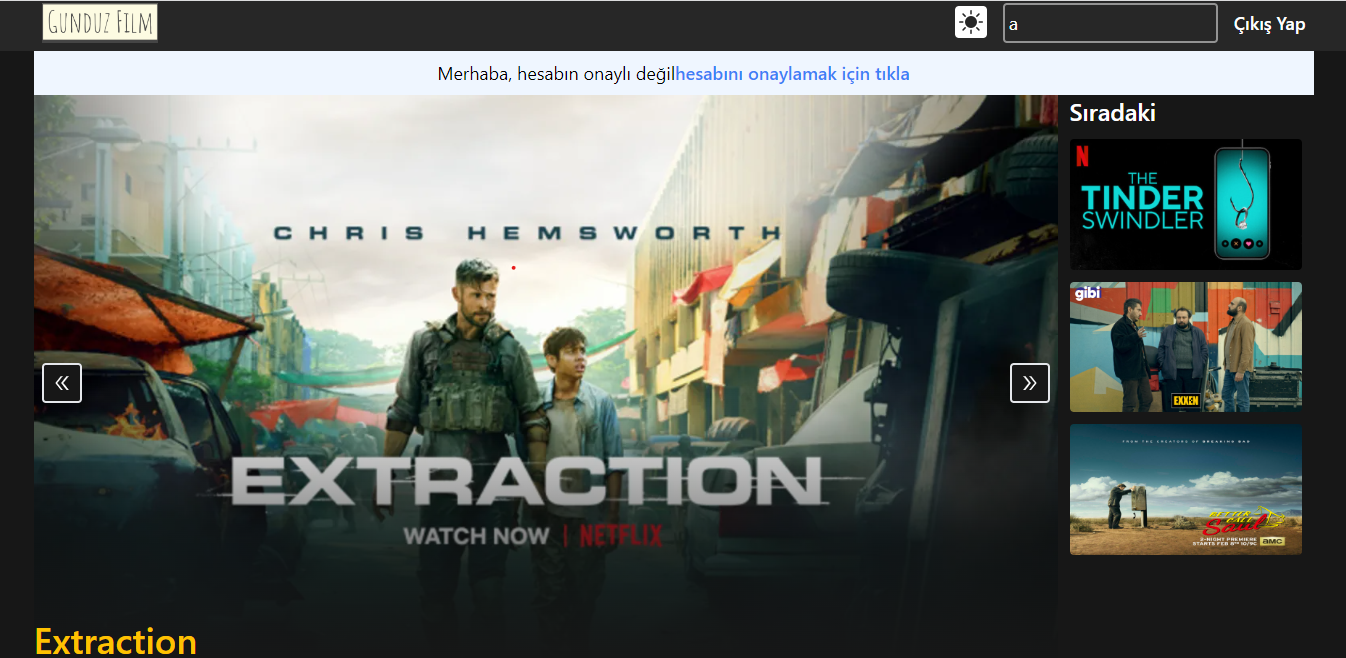 GUNDUZ FILM
a
Çıkış Yap
Merhaba, hesabın onaylı değilhesabını onaylamak için tıkla
CHRIS HEMSWORTH
EXTRACTION
WATCH NOW | NETFLIX
«
»
Extraction
Sıradaki
N
THE
TINDER
SWINDLER
gibi
EXXEN
FROM THE CREATORS OF BREAKING BAD
BETTER CALL
Saul
2-NIGHT PREMIERE
STARTS FEB 8TH 10/9C
amc